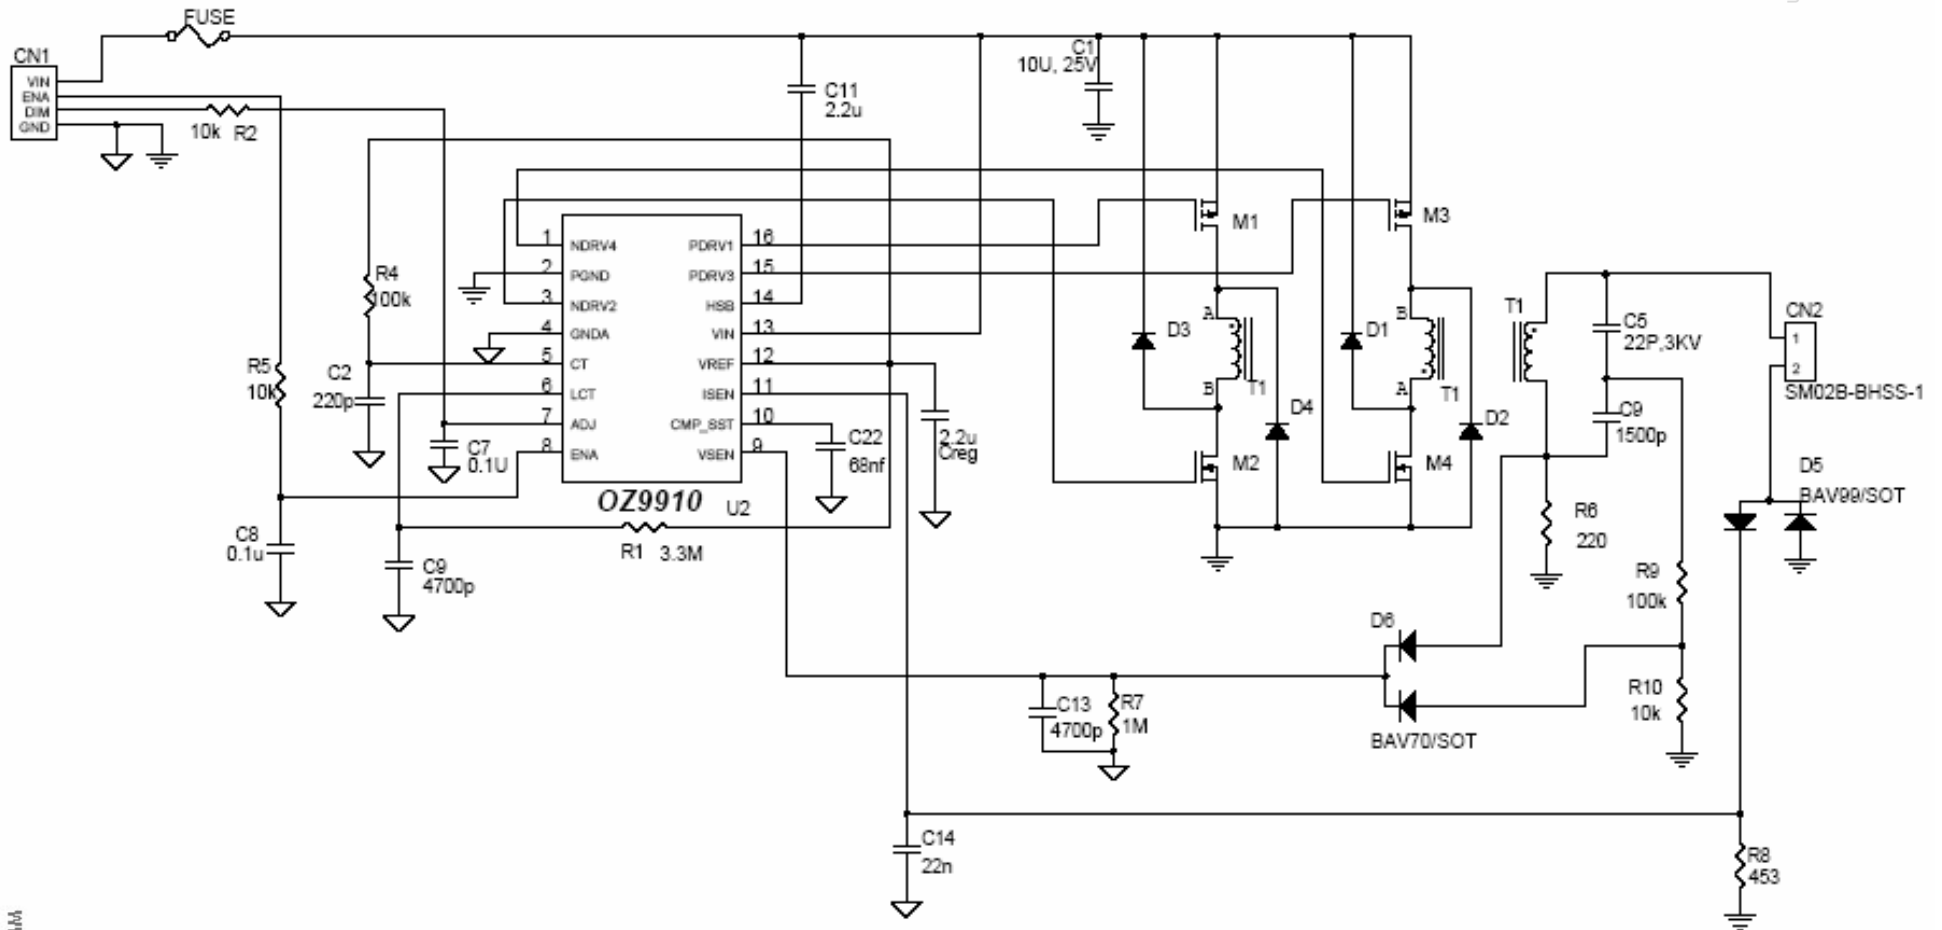 FUSE
CN1
VIN
ENA
DIM
GND
10k R2
C11
2.2u
C1
10U, 25V
R4
100k
R5
10k
C2
220p
C7
0.1U
C8
0.1u
C9
4700p
R1 3.3M
1 NDRV4
2 PGND
3 NDRV2
4 GNDA
5 CT
6 LCT
7 ADJ
8 ENA
PDRV1 16
PDRV3 15
HSB 14
VIN 13
VREF 12
ISEN 11
CMP_SST 10
VSEN 9
OZ9910 U2
C22
68nf
2.2u
Creg
M1
M3
A
B
T1
B
A
T1
D3
D1
D4
D2
M2
M4
T1
C5
22P,3KV
C9
1500p
CN2
1
2
SM02B-BHSS-1
D5
BAV99/SOT
R6
220
R9
100k
R10
10k
D6
BAV70/SOT
C13
4700p
R7
1M
C14
22n
R8
453